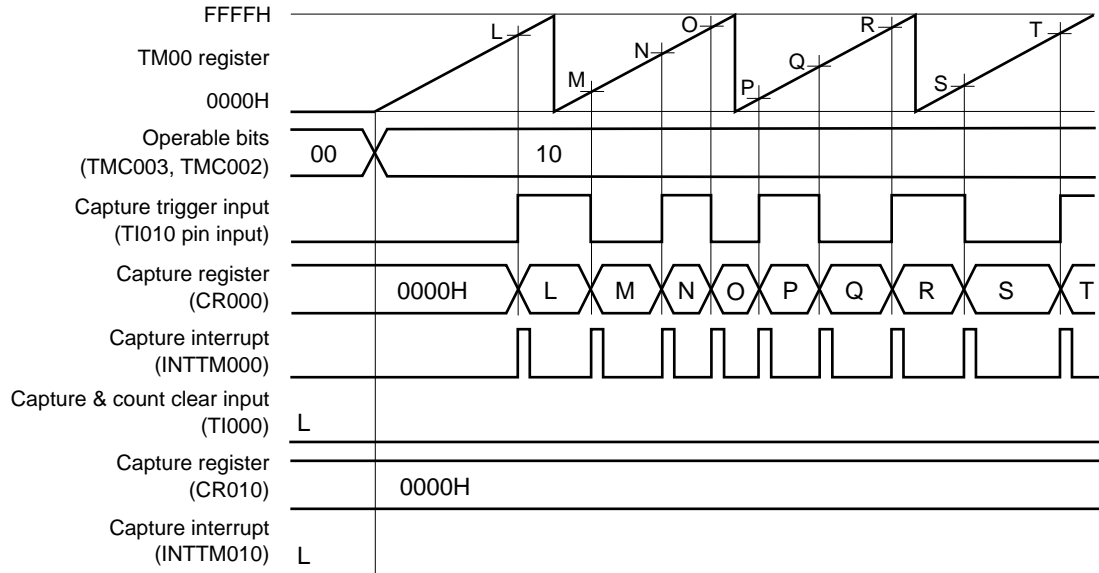 FFFFH
TM00 register
0000H
L M N O P Q R S T
Operable bits
(TMC003, TMC002)
00 10
Capture trigger input
(TI010 pin input)
Capture register
(CR000)
0000H L M N O P Q R S T
Capture interrupt
(INTTM000)
Capture & count clear input
(TI000) L
Capture register
(CR010)
0000H
Capture interrupt
(INTTM010) L